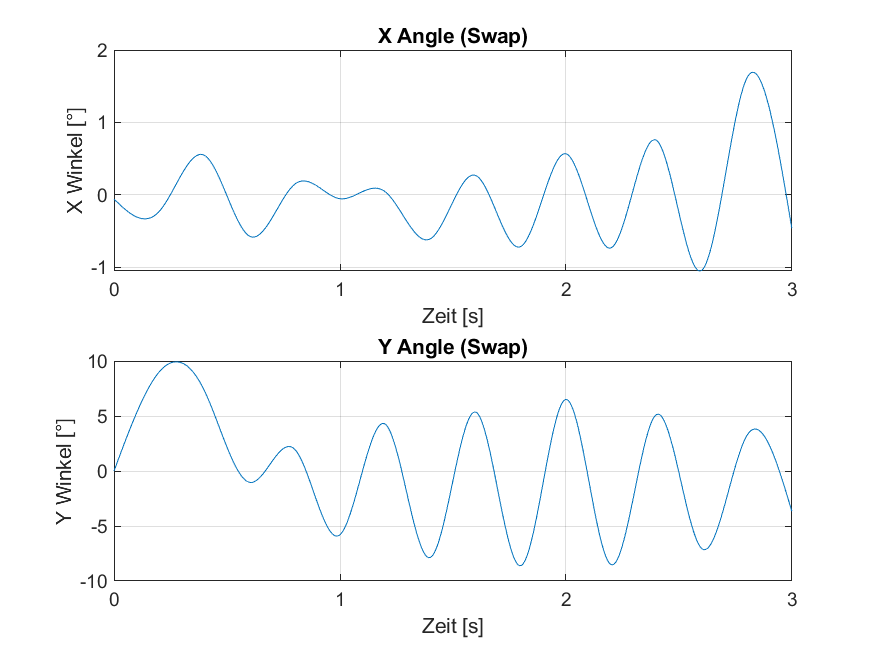 X Angle (Swap)
2
1
0
-1
X Winkel [°]
0 1 2 3
Zeit [s]
Y Angle (Swap)
10
5
0
-5
-10
Y Winkel [°]
0 1 2 3
Zeit [s]